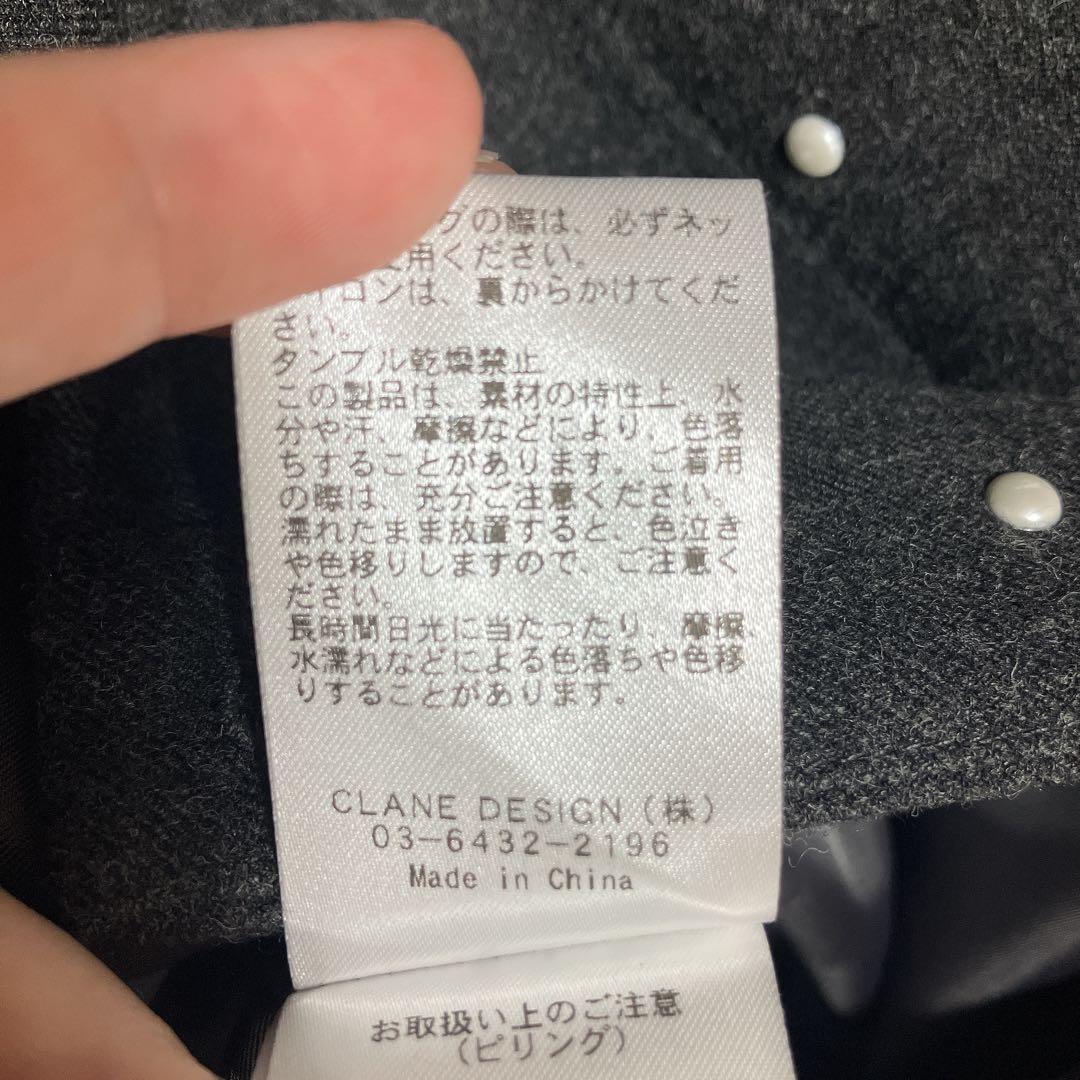 グの際は、必ずネッ
用ください。
ロンは、裏からかけてくだ
さい。
タンブル乾燥禁止
この製品は、素材の特性上、水
分や汗、摩擦などにより、色落
ちすることがあります。ご着用
の際は、充分ご注意ください。
濡れたまま放置すると、色泣き
や色移りしますので、ご注意く
ださい。
長時間日光に当たったり、摩擦、
水濡れなどによる色落ちや色移
りすることがあります。
CLANE DESIGN（株）
03-6432-2196
Made in China
お取扱い上のご注意
（ピリング）